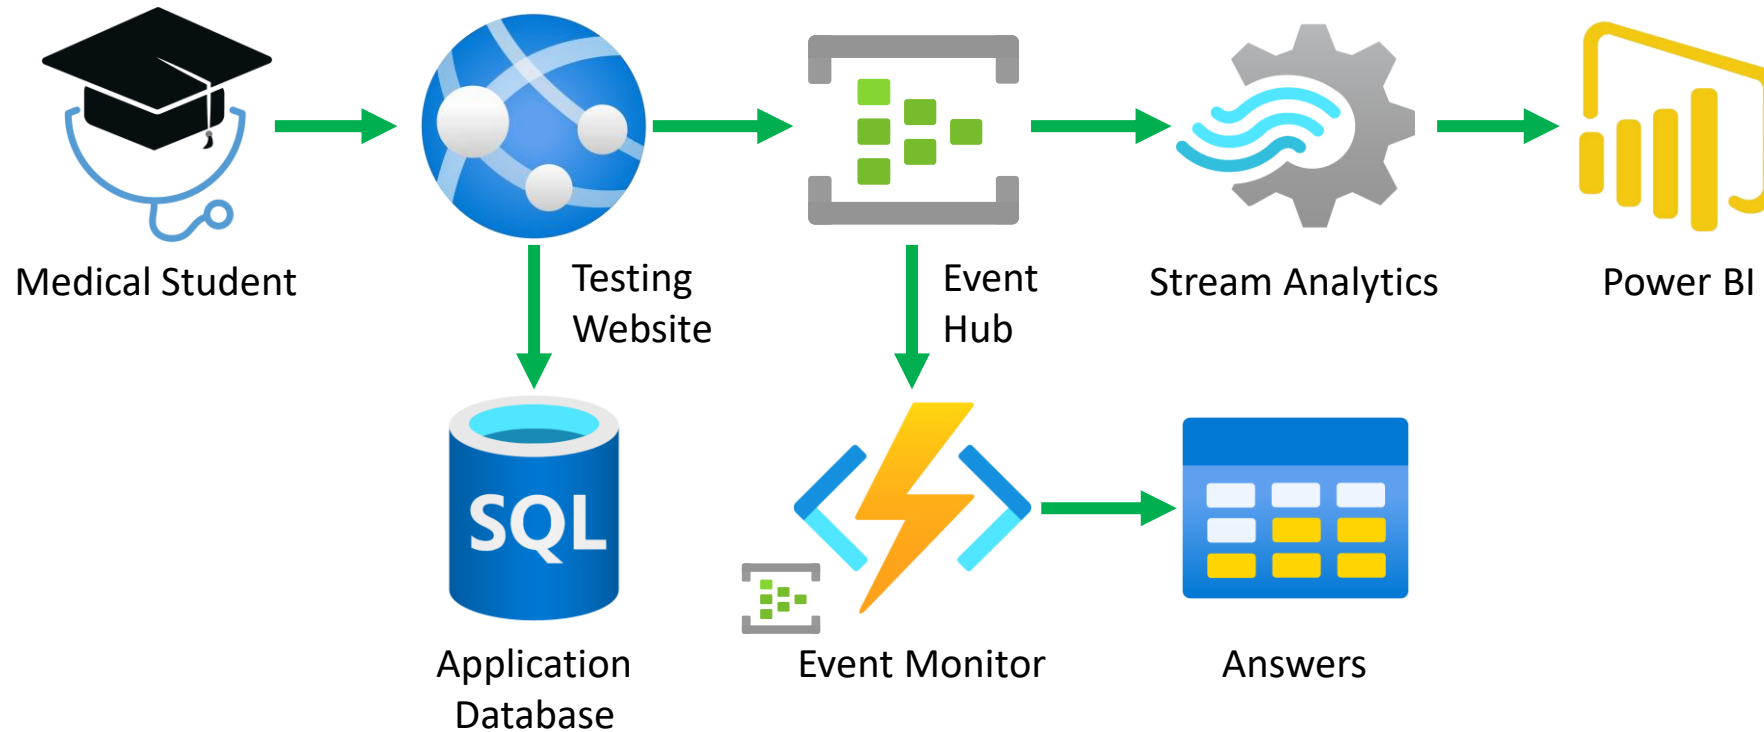 Medical Student
Testing
Website
Event
Hub
Stream Analytics
Power BI
SQL
Application
Database
Event Monitor
Answers